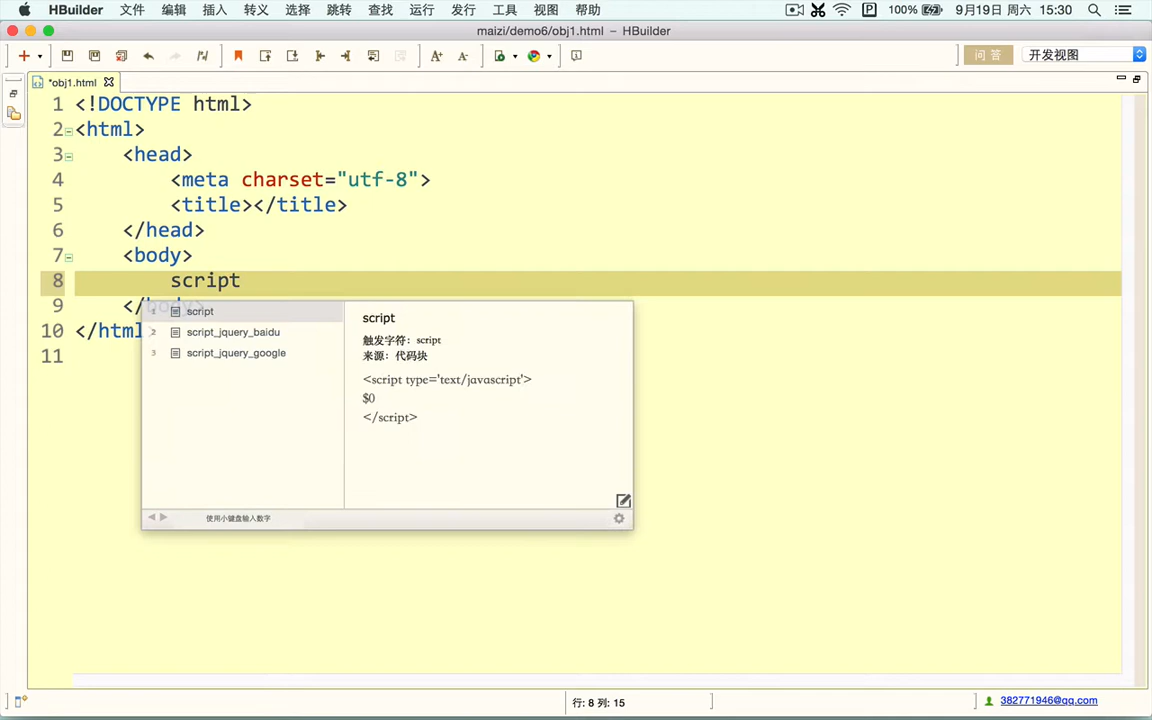 HBuilder 文件 编辑 插入 转义 选择 跳转 查找 运行 发行 工具 视图 帮助 100% 9月19日 周六 15:30
maizi/demo6/obj1.html – HBuilder
问 答 开发视图
*obj1.html
1 <!DOCTYPE html>
2 <html>
3 <head>
4 <meta charset="utf-8">
5 <title></title>
6 </head>
7 <body>
8 script
9 </body>
10 </html>
11
1 script
2 script_jquery_baidu
3 script_jquery_google
script
触发字符：script
来源：代码块
<script type='text/javascript'>
$0
</script>
使用小键盘输入数字
行: 8 列: 15
382771946@qq.com